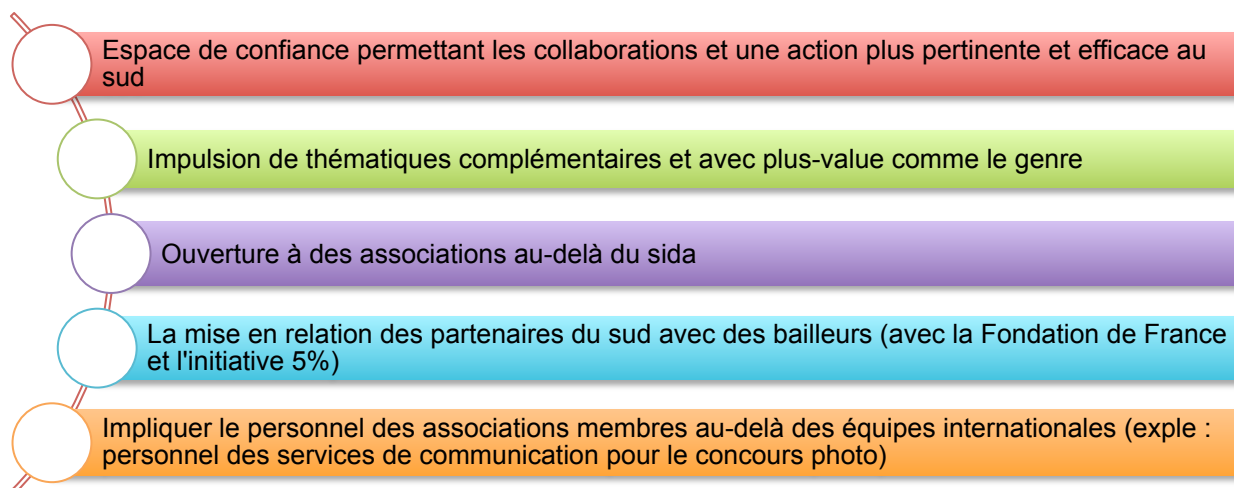 Espace de confiance permettant les collaborations et une action plus pertinente et efficace au
sud
Impulsion de thématiques complémentaires et avec plus-value comme le genre
Ouverture à des associations au-delà du sida
La mise en relation des partenaires du sud avec des bailleurs (avec la Fondation de France
et l'initiative 5%)
Impliquer le personnel des associations membres au-delà des équipes internationales (exple :
personnel des services de communication pour le concours photo)